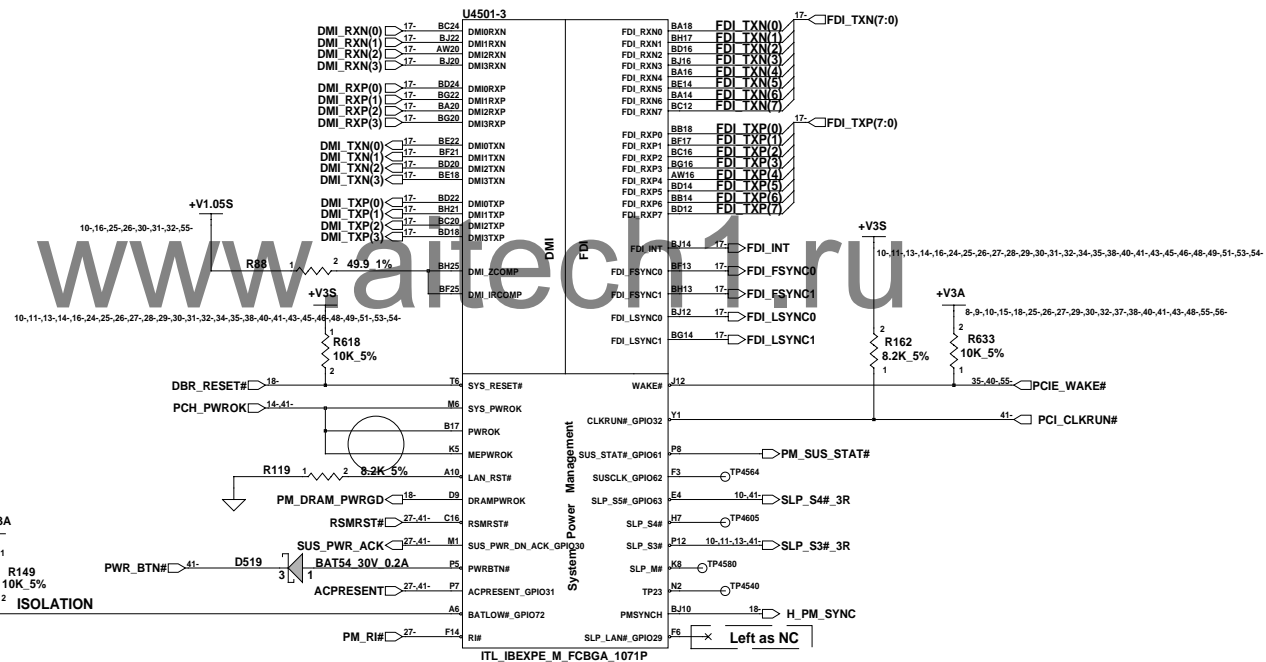 U4501-3
DMI_RXN(0) 17- BC24 DMI0RXN
DMI_RXN(1) 17- BJ22 DMI1RXN
DMI_RXN(2) 17- AW20 DMI2RXN
DMI_RXN(3) 17- BJ20 DMI3RXN
DMI_RXP(0) 17- BD24 DMI0RXP
DMI_RXP(1) 17- BG22 DMI1RXP
DMI_RXP(2) 17- BA20 DMI2RXP
DMI_RXP(3) 17- BG20 DMI3RXP
DMI_TXN(0) 17- BE22 DMI0TXN
DMI_TXN(1) 17- BF21 DMI1TXN
DMI_TXN(2) 17- BD20 DMI2TXN
DMI_TXN(3) 17- BE18 DMI3TXN
DMI_TXP(0) 17- BD22 DMI0TXP
DMI_TXP(1) 17- BH21 DMI1TXP
DMI_TXP(2) 17- BC20 DMI2TXP
DMI_TXP(3) 17- BD18 DMI3TXP
+V1.05S
10-,16-,25-,26-,30-,31-,32-,55-
R88 1 2 49.9_1% BH25 DMI_ZCOMP
BF25 DMI_IRCOMP
DMI
FDI
FDI_RXN0 BA18 FDI_TXN(0) 17- FDI_TXN(7:0)
FDI_RXN1 BH17 FDI_TXN(1)
FDI_RXN2 BD16 FDI_TXN(2)
FDI_RXN3 BJ16 FDI_TXN(3)
FDI_RXN4 BA16 FDI_TXN(4)
FDI_RXN5 BE14 FDI_TXN(5)
FDI_RXN6 BA14 FDI_TXN(6)
FDI_RXN7 BC12 FDI_TXN(7)
FDI_RXP0 BB18 FDI_TXP(0) 17- FDI_TXP(7:0)
FDI_RXP1 BF17 FDI_TXP(1)
FDI_RXP2 BC16 FDI_TXP(2)
FDI_RXP3 BG16 FDI_TXP(3)
FDI_RXP4 AW16 FDI_TXP(4)
FDI_RXP5 BD14 FDI_TXP(5)
FDI_RXP6 BB14 FDI_TXP(6)
FDI_RXP7 BD12 FDI_TXP(7)
FDI_INT BJ14 17- FDI_INT
FDI_FSYNC0 BF13 17- FDI_FSYNC0
FDI_FSYNC1 BH13 17- FDI_FSYNC1
FDI_LSYNC0 BJ12 17- FDI_LSYNC0
FDI_LSYNC1 BG14 17- FDI_LSYNC1
www.aitech1.ru
+V3S
10-,11-,13-,14-,16-,24-,25-,26-,27-,28-,29-,30-,31-,32-,34-,35-,38-,40-,41-,43-,45-,46-,48-,49-,51-,53-,54-
1
R618
10K_5%
2
+V3S
10-,11-,13-,14-,16-,24-,25-,26-,27-,28-,29-,30-,31-,32-,34-,35-,38-,40-,41-,43-,45-,46-,48-,49-,51-,53-,54-
2
R162
8.2K_5%
1
+V3A
8-,9-,10-,15-,18-,25-,26-,27-,29-,30-,32-,37-,38-,40-,41-,43-,48-,55-,56-
2
R633
10K_5%
1
DBR_RESET# 18- T6 SYS_RESET#
PCH_PWROK 14-,41- M6 SYS_PWROK
B17 PWROK
K5 MEPWROK
R119 1 2 8.2K_5% A10 LAN_RST#
PM_DRAM_PWRGD 18- D9 DRAMPWROK
RSMRST# 27-,41- C16 RSMRST#
SUS_PWR_ACK 27-,41- M1 SUS_PWR_DN_ACK_GPIO30
PWR_BTN# 41- D519 3 1 BAT54_30V_0.2A P5 PWRBTN#
ACPRESENT 27-,41- P7 ACPRESENT_GPIO31
A6 BATLOW#_GPIO72
PM_RI# 27- F14 RI#
3A
1
R149
10K_5%
2 ISOLATION
System Power Management
WAKE# J12 35-,40-,55- PCIE_WAKE#
CLKRUN#_GPIO32 Y1 41- PCI_CLKRUN#
SUS_STAT#_GPIO61 P8 PM_SUS_STAT#
SUSCLK_GPIO62 F3 TP4564
SLP_S5#_GPIO63 E4 10-,41- SLP_S4#_3R
SLP_S4# H7 TP4605
SLP_S3# P12 10-,11-,13-,41- SLP_S3#_3R
SLP_M# K8 TP4580
TP23 N2 TP4540
PMSYNCH BJ10 18- H_PM_SYNC
SLP_LAN#_GPIO29 F6 Left as NC
ITL_IBEXPE_M_FCBGA_1071P